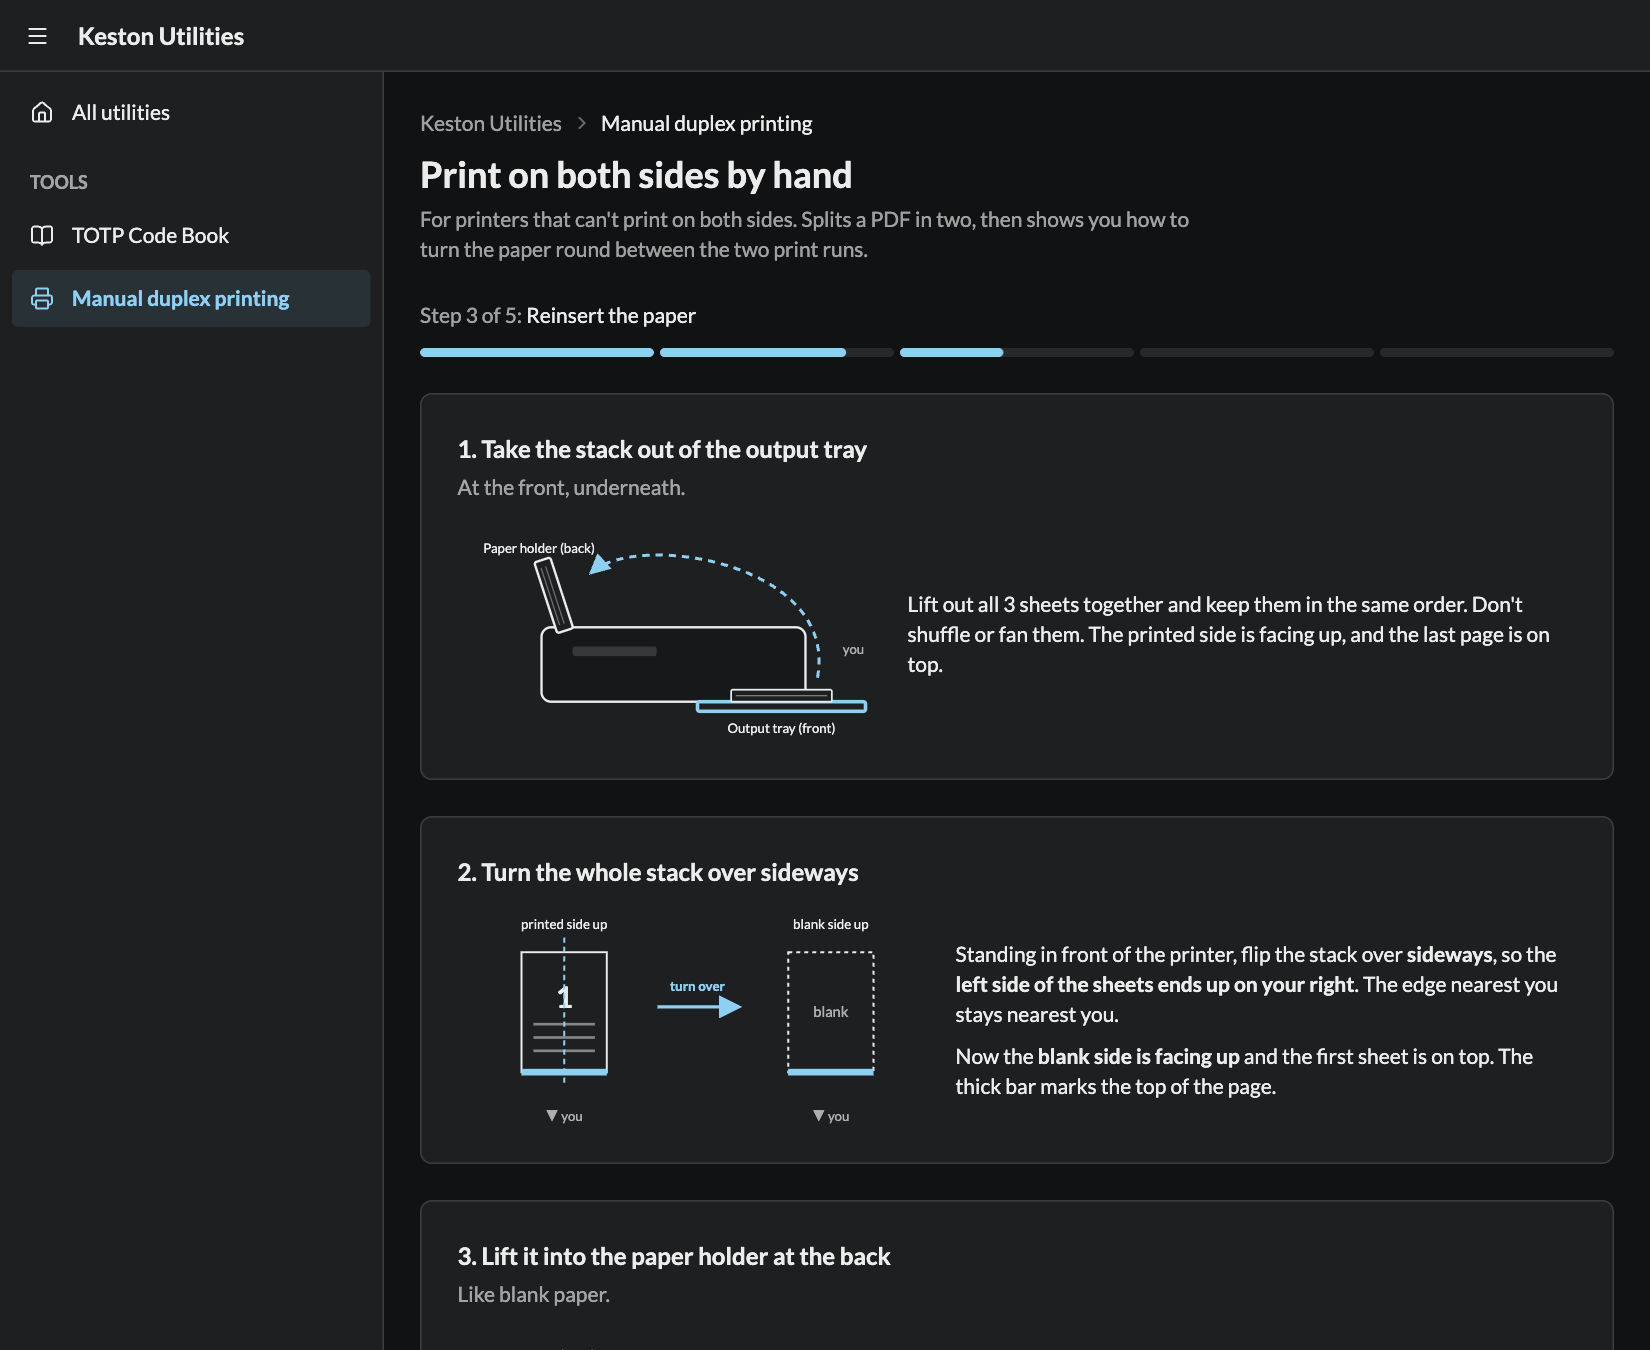 Keston Utilities
All utilities
TOOLS
TOTP Code Book
Manual duplex printing
Keston Utilities > Manual duplex printing
Print on both sides by hand
For printers that can't print on both sides. Splits a PDF in two, then shows you how to
turn the paper round between the two print runs.
Step 3 of 5: Reinsert the paper
1. Take the stack out of the output tray
At the front, underneath.
Paper holder (back)
you
Output tray (front)
Lift out all 3 sheets together and keep them in the same order. Don't
shuffle or fan them. The printed side is facing up, and the last page is on
top.
2. Turn the whole stack over sideways
printed side up
1
▼ you
turn over
blank side up
blank
▼ you
Standing in front of the printer, flip the stack over sideways, so the
left side of the sheets ends up on your right. The edge nearest you
stays nearest you.
Now the blank side is facing up and the first sheet is on top. The
thick bar marks the top of the page.
3. Lift it into the paper holder at the back
Like blank paper.